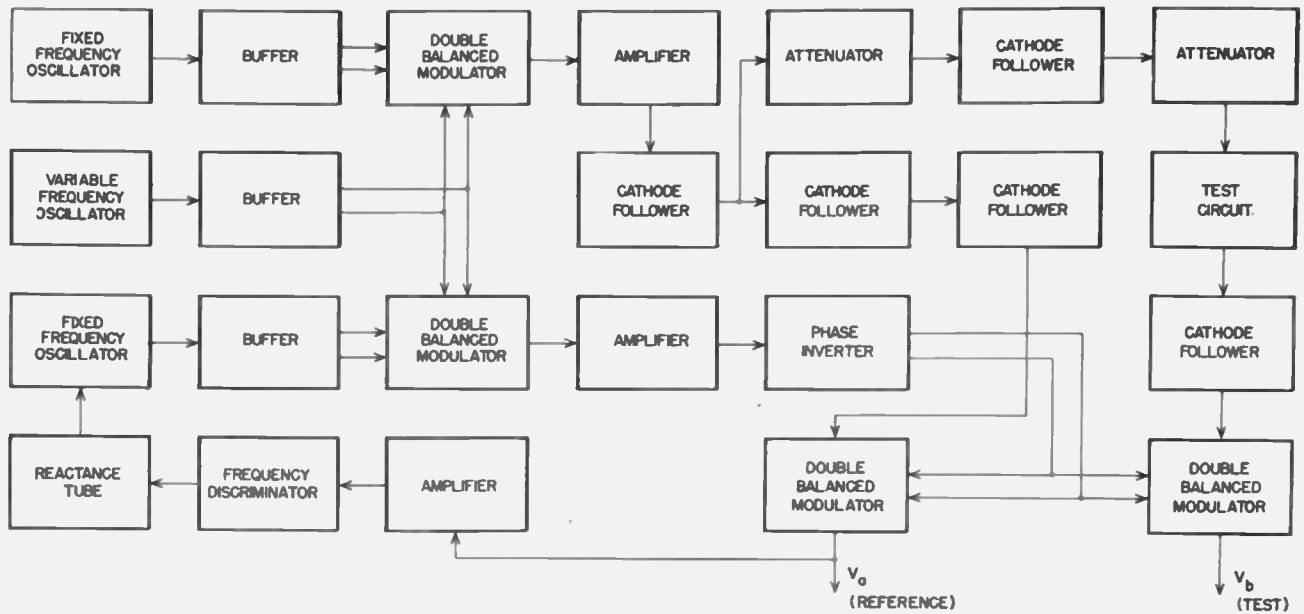 FIXED
FREQUENCY
OSCILLATOR
BUFFER
DOUBLE
BALANCED
MODULATOR
AMPLIFIER
ATTENUATOR
CATHODE
FOLLOWER
ATTENUATOR
VARIABLE
FREQUENCY
OSCILLATOR
BUFFER
CATHODE
FOLLOWER
CATHODE
FOLLOWER
CATHODE
FOLLOWER
TEST
CIRCUIT
FIXED
FREQUENCY
OSCILLATOR
BUFFER
DOUBLE
BALANCED
MODULATOR
AMPLIFIER
PHASE
INVERTER
CATHODE
FOLLOWER
REACTANCE
TUBE
FREQUENCY
DISCRIMINATOR
AMPLIFIER
DOUBLE
BALANCED
MODULATOR
DOUBLE
BALANCED
MODULATOR
Va
(REFERENCE)
Vb
(TEST)